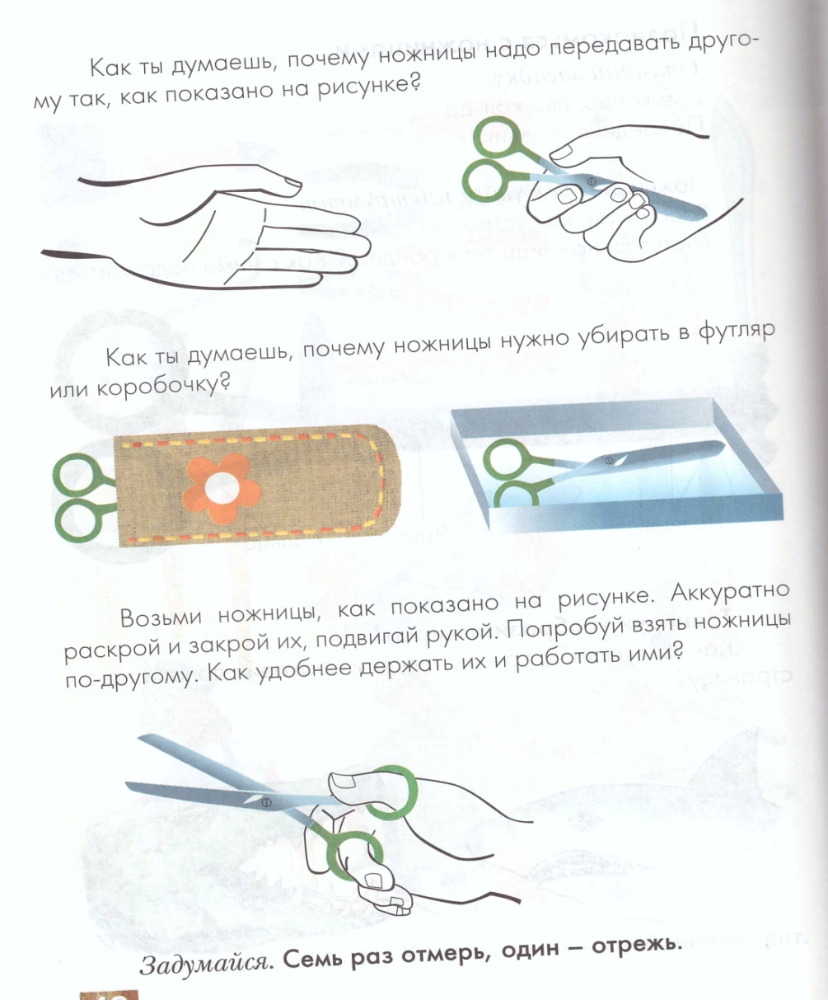 Как ты думаешь, почему ножницы надо передавать друго-
му так, как показано на рисунке?
Как ты думаешь, почему ножницы нужно убирать в футляр
или коробочку?
Возьми ножницы, как показано на рисунке. Аккуратно
раскрой и закрой их, подвигай рукой. Попробуй взять ножницы
по-другому. Как удобнее держать их и работать ими?
Задумайся. Семь раз отмерь, один – отрежь.